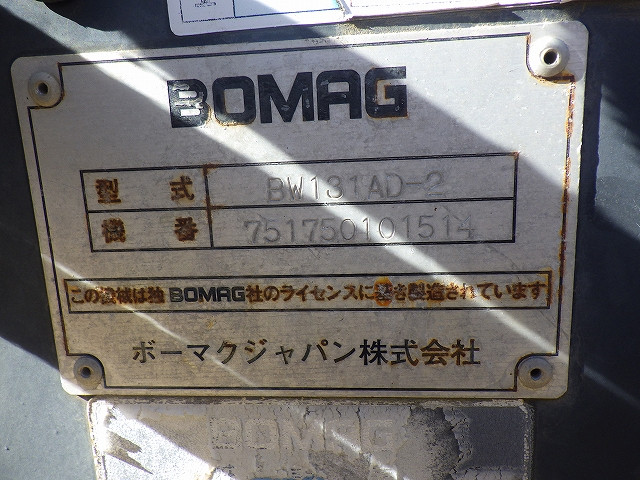 BOMAG
型式 BW131AD-2
機番 751750101514
この機械は独BOMAG社のライセンスに基き製造されています
ボーマクジャパン株式会社
BOMAG